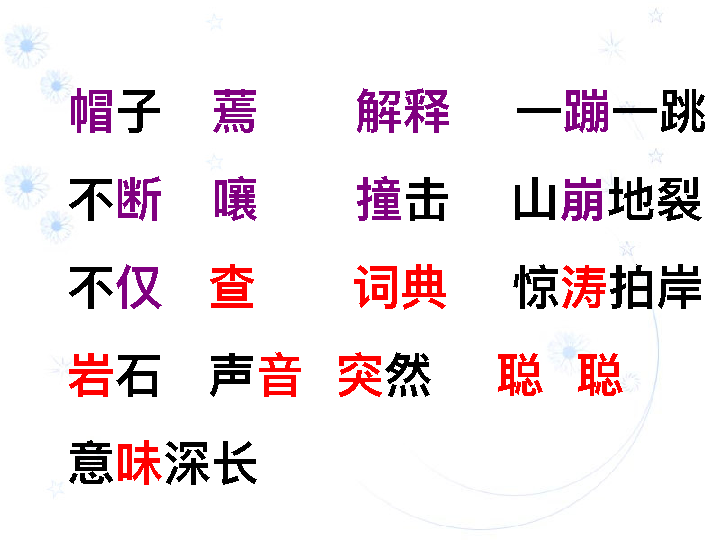 帽子 蔫 解释 一蹦一跳
不断 嚷 撞击 山崩地裂
不仅 查 词典 惊涛拍岸
岩石 声音 突然 聪 聪
意味深长